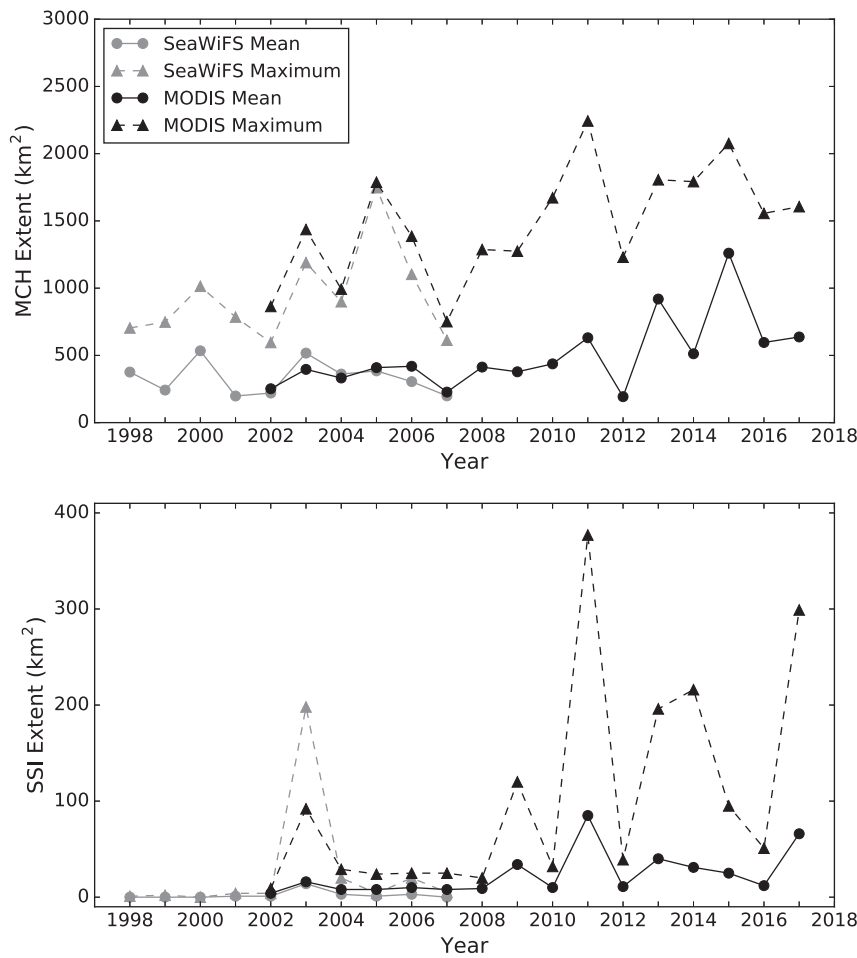 3000
2500
2000
1500
1000
500
0
MCH Extent (km²)
SeaWiFS Mean
SeaWiFS Maximum
MODIS Mean
MODIS Maximum
1998 2000 2002 2004 2006 2008 2010 2012 2014 2016 2018
Year
400
300
200
100
0
SSI Extent (km²)
1998 2000 2002 2004 2006 2008 2010 2012 2014 2016 2018
Year